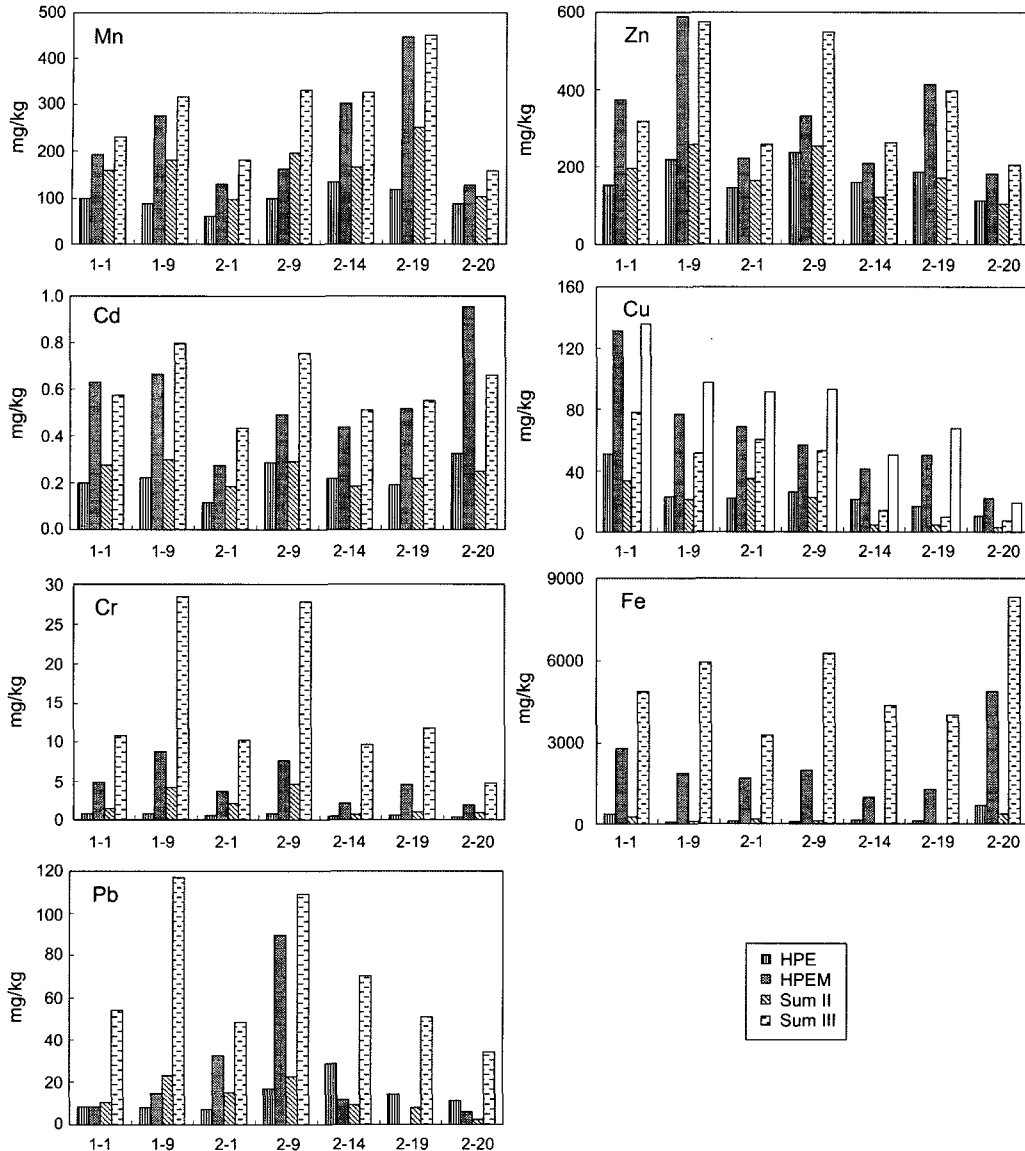 Mn
mg/kg
500
400
300
200
100
0
1-1 1-9 2-1 2-9 2-14 2-19 2-20
Zn
mg/kg
600
400
200
0
1-1 1-9 2-1 2-9 2-14 2-19 2-20
Cd
mg/kg
1.0
0.8
0.6
0.4
0.2
0.0
1-1 1-9 2-1 2-9 2-14 2-19 2-20
Cu
mg/kg
160
120
80
40
0
1-1 1-9 2-1 2-9 2-14 2-19 2-20
Cr
mg/kg
30
25
20
15
10
5
0
1-1 1-9 2-1 2-9 2-14 2-19 2-20
Fe
mg/kg
9000
6000
3000
0
1-1 1-9 2-1 2-9 2-14 2-19 2-20
Pb
mg/kg
120
100
80
60
40
20
0
1-1 1-9 2-1 2-9 2-14 2-19 2-20
HPE
HPEM
Sum II
Sum III